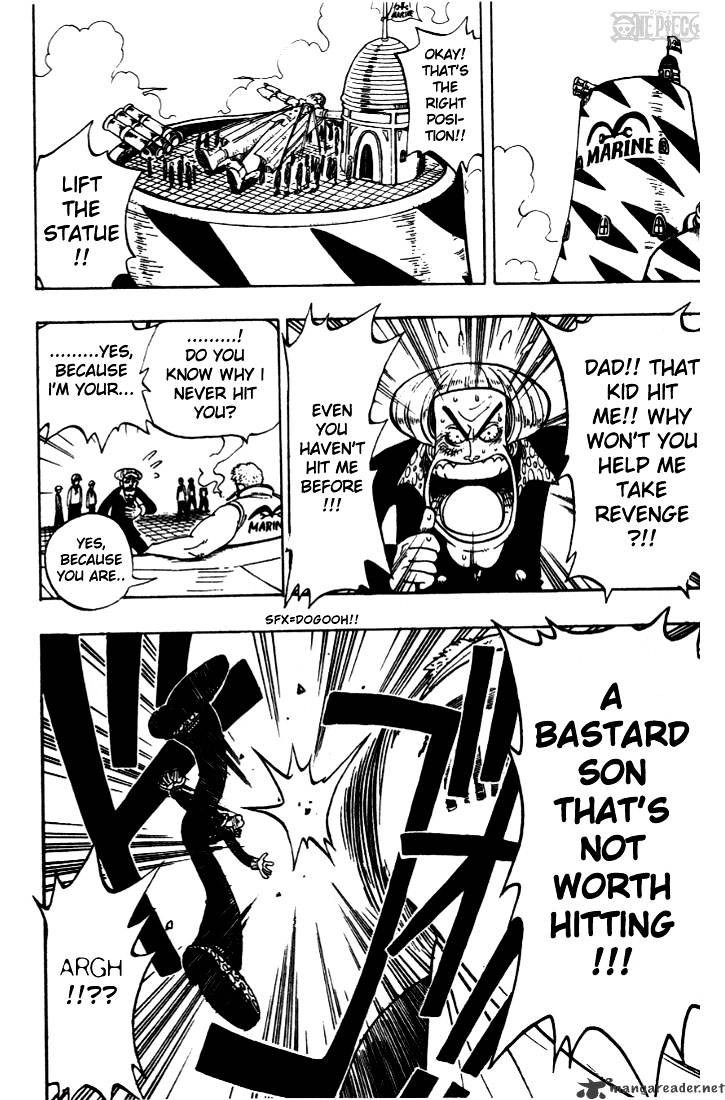 ONE PIECE
MARINE
MARINE
OKAY!
THAT'S
THE
RIGHT
POSI-
TION!!
LIFT
THE
STATUE
!!
DAD!! THAT
KID HIT
ME!! WHY
WON'T YOU
HELP ME
TAKE
REVENGE
?!!
EVEN
YOU
HAVEN'T
HIT ME
BEFORE
!!!
.........!
DO YOU
KNOW WHY I
NEVER HIT
YOU?
.........YES,
BECAUSE
I'M YOUR...
MARINE
YES,
BECAUSE
YOU ARE..
SFX=DOGOOH!!
A
BASTARD
SON
THAT'S
NOT
WORTH
HITTING
!!!
ARGH
!!??
mangareader.net